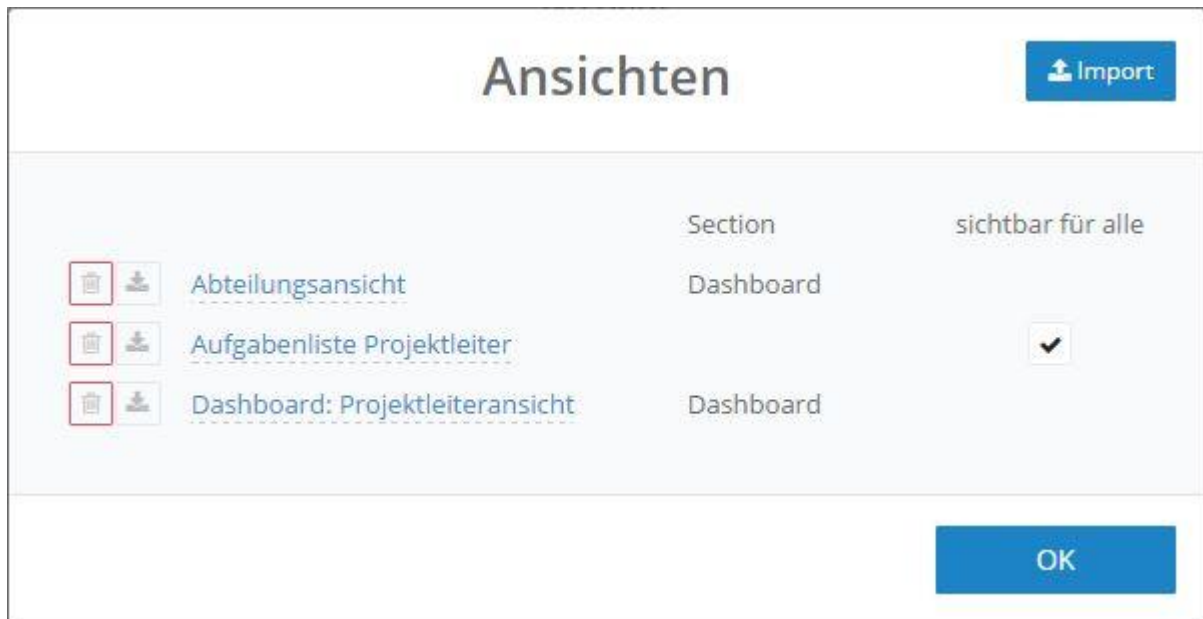 Ansichten
Import
Section sichtbar für alle
Abteilungsansicht Dashboard
Aufgabenliste Projektleiter
Dashboard: Projektleiteransicht Dashboard
OK